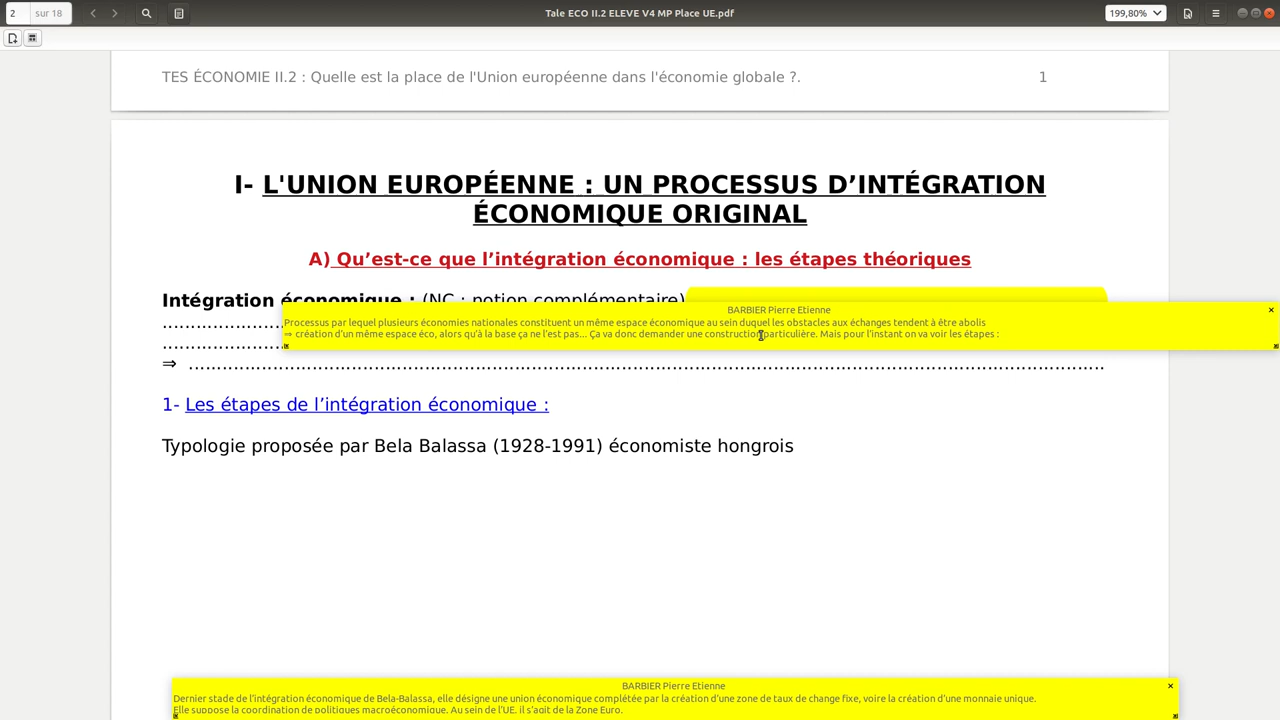 2 sur 18
Tale ECO II.2 ELEVE V4 MP Place UE.pdf
199,80%
TES ÉCONOMIE II.2 : Quelle est la place de l'Union européenne dans l'économie globale ?. 1
I- L'UNION EUROPÉENNE : UN PROCESSUS D’INTÉGRATION
ÉCONOMIQUE ORIGINAL
A) Qu’est-ce que l’intégration économique : les étapes théoriques
Intégration économique : (NC : notion complémentaire)
BARBIER Pierre Etienne
Processus par lequel plusieurs économies nationales constituent un même espace économique au sein duquel les obstacles aux échanges tendent à être abolis
⇒ création d'un même espace éco, alors qu'à la base ça ne l'est pas... Ça va donc demander une construction particulière. Mais pour l'instant on va voir les étapes :
⇒ ..................................................................................................................................................................
1- Les étapes de l’intégration économique :
Typologie proposée par Bela Balassa (1928-1991) économiste hongrois
BARBIER Pierre Etienne
Dernier stade de l'intégration économique de Bela-Balassa, elle désigne une union économique complétée par la création d'une zone de taux de change fixe, voire la création d'une monnaie unique.
Elle suppose la coordination de politiques macroéconomique. Au sein de l'UE, il s'agit de la Zone Euro.